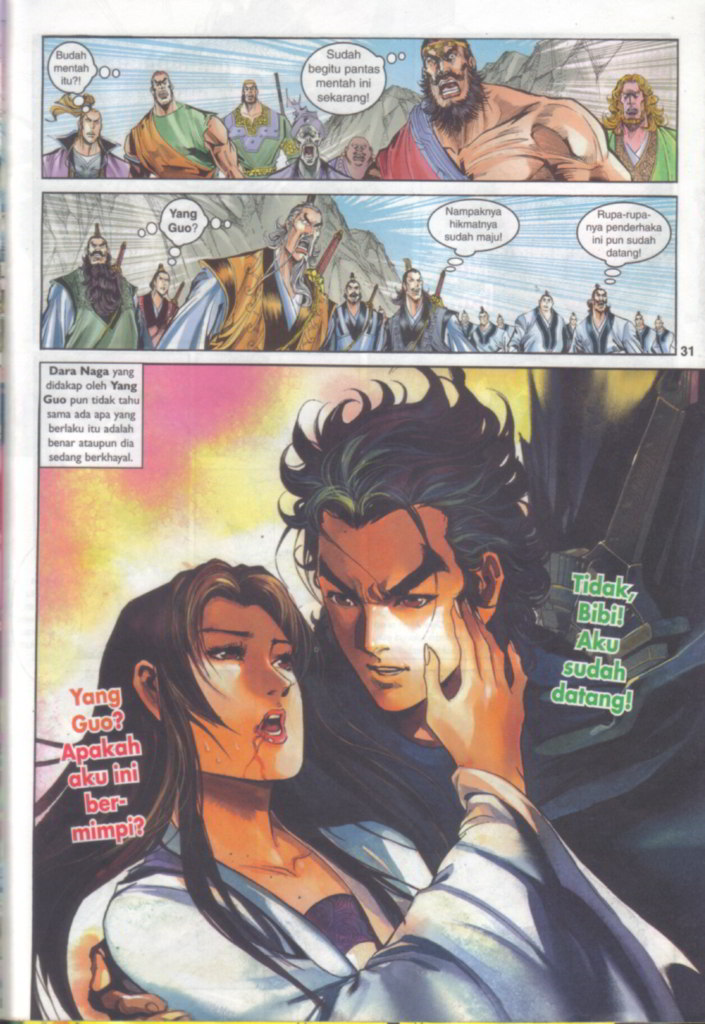 Budah
mentah
itu?!
Sudah
begitu pantas
mentah ini
sekarang!
Yang
Guo?
Nampaknya
hikmatnya
sudah maju!
Rupa-rupa-
nya penderhaka
ini pun sudah
datang!
31
Dara Naga yang
didakap oleh Yang
Guo pun tidak tahu
sama ada apa yang
berlaku itu adalah
benar ataupun dia
sedang berkhayal.
Tidak,
Bibi!
Aku
sudah
datang!
Yang
Guo?
Apakah
aku ini
ber-
mimpi?